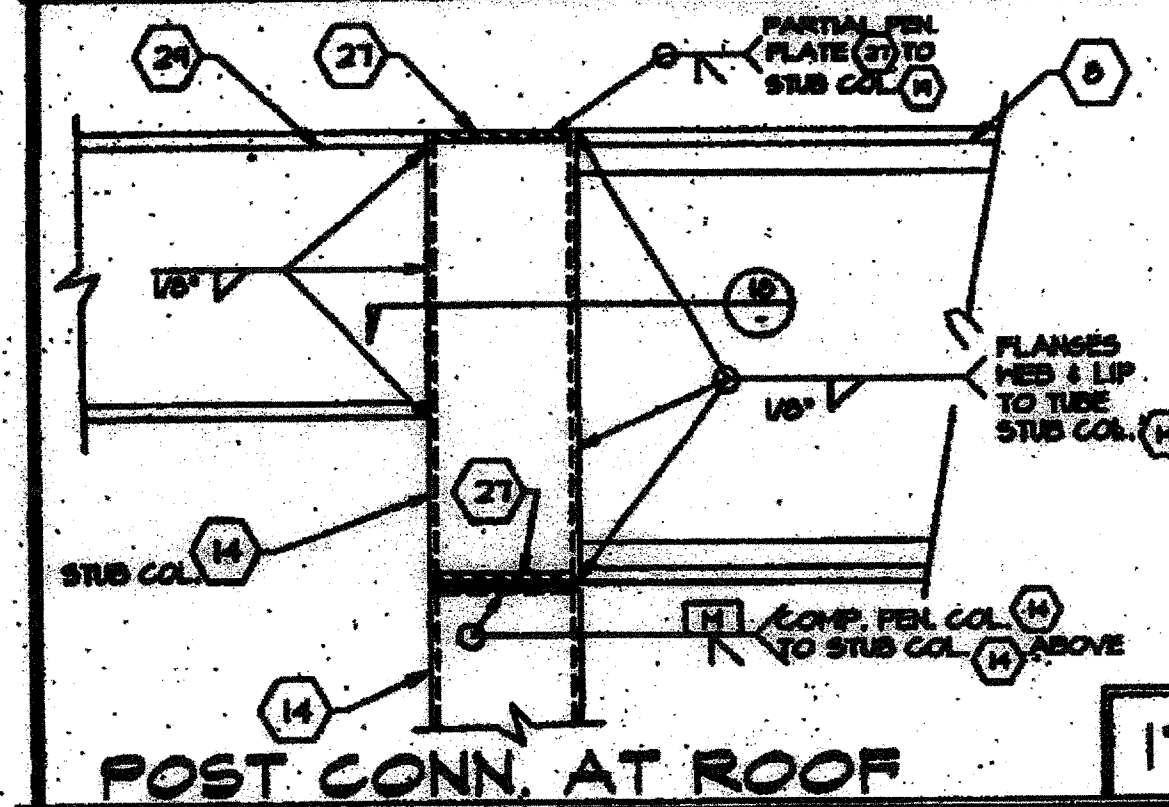 29
27
PARTIAL PEN.
PLATE 27 TO
STUB COL. 14
8
1/8"
18
-
FLANGES
WEB & LIP
TO TUBE
STUB COL.
1/8"
27
14
STUB COL.
M
COMP. PEN. COL. 14
TO STUB COL. 14 ABOVE
14
POST CONN. AT ROOF